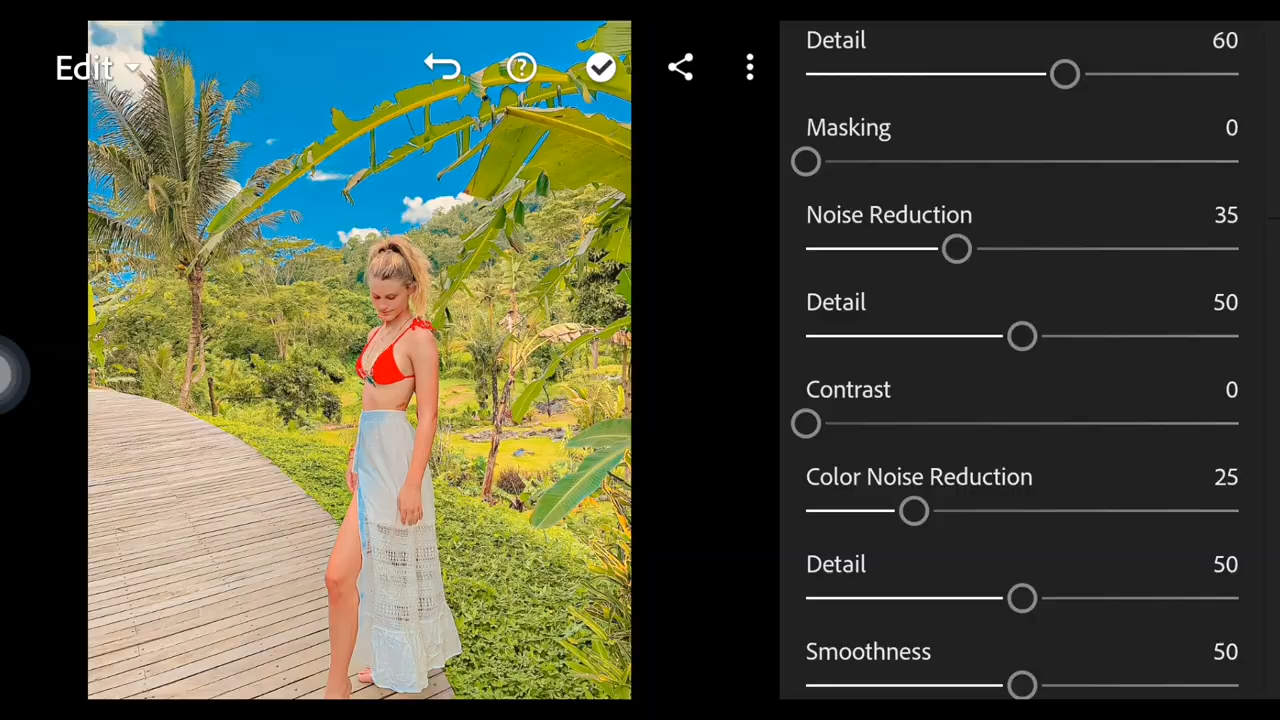 Edit
Detail 60
Masking 0
Noise Reduction 35
Detail 50
Contrast 0
Color Noise Reduction 25
Detail 50
Smoothness 50